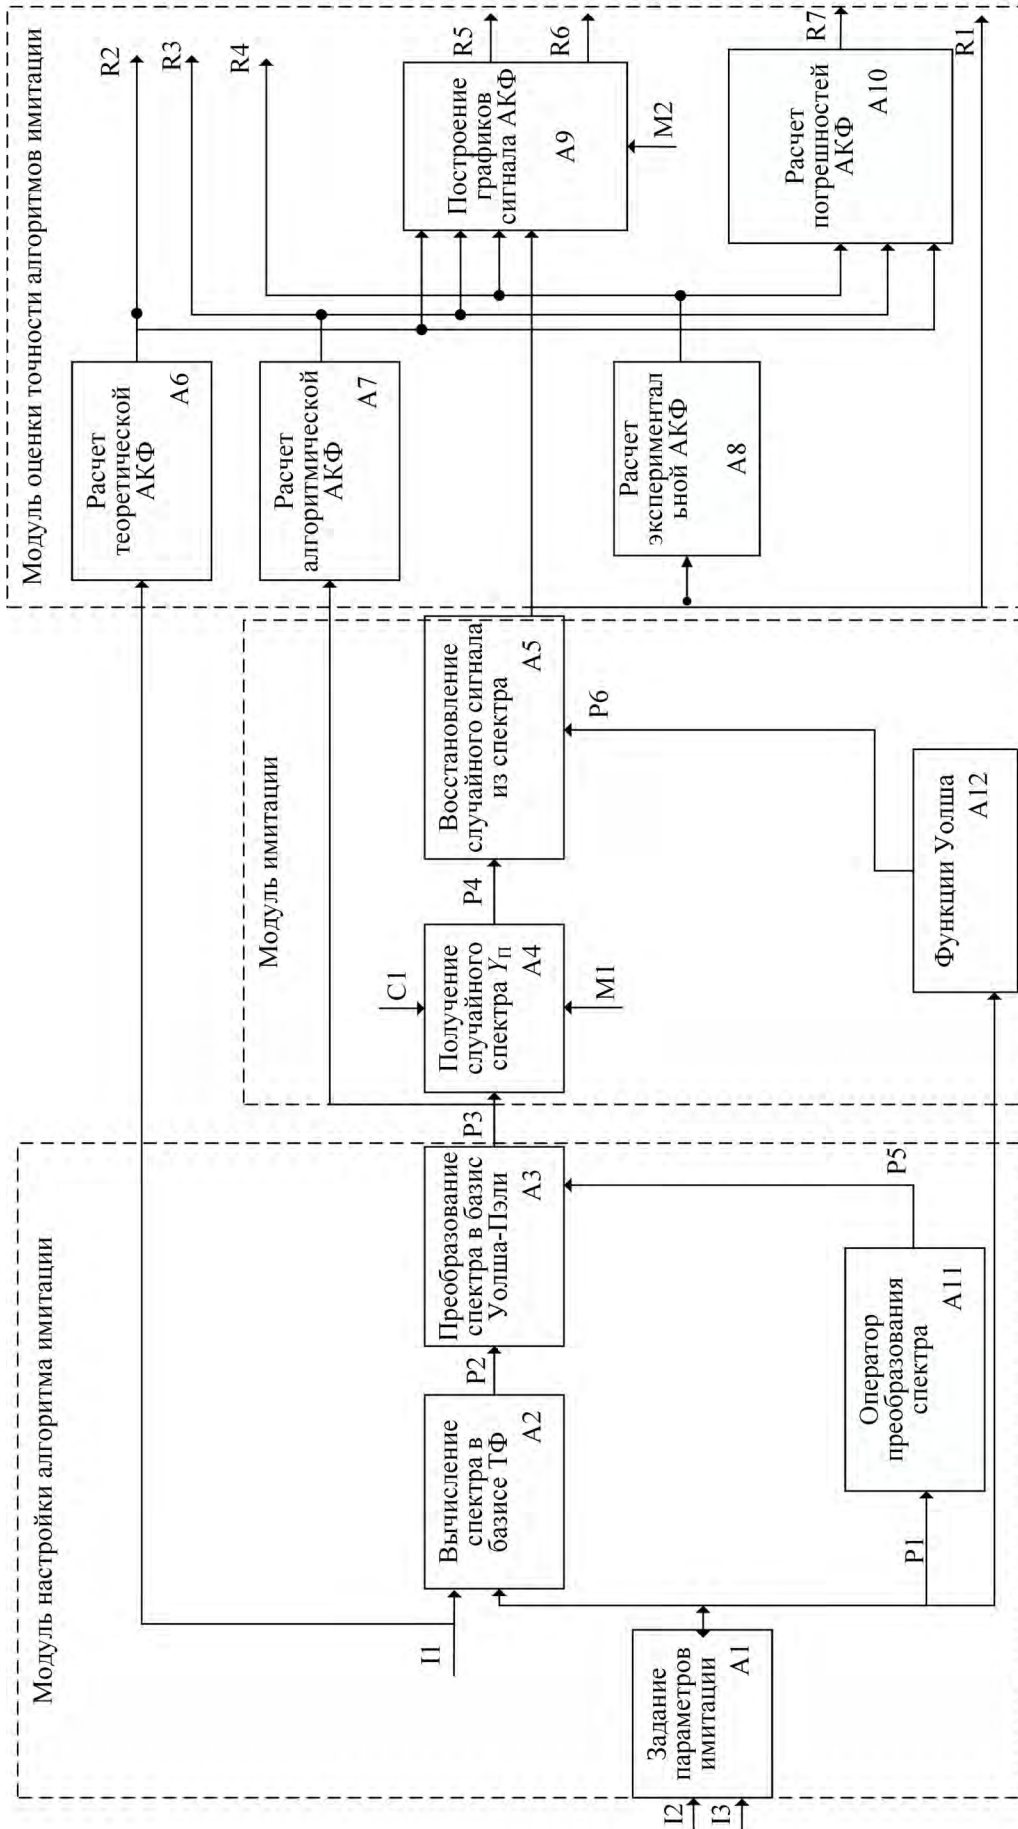 Модуль настройки алгоритма имитации
I1
I2
I3
Задание
параметров
имитации
A1
Вычисление
спектра в
базисе ТФ
A2
P1
Оператор
преобразования
спектра
A11
P2
Преобразование
спектра в базис
Уолша-Пэли
A3
P5
P3
Модуль имитации
C1
Получение
случайного
спектра Yп
A4
M1
P4
Восстановление
случайного сигнала
из спектра
A5
P6
Функции Уолша
A12
Модуль оценки точности алгоритмов имитации
Расчет
теоретической
АКФ
A6
Расчет
алгоритмической
АКФ
A7
Расчет
эксперименталь
ьной АКФ
A8
R2
R3
R4
Построение
графиков
сигнала АКФ
A9
M2
R5
R6
Расчет
погрешностей
АКФ
A10
R7
R1